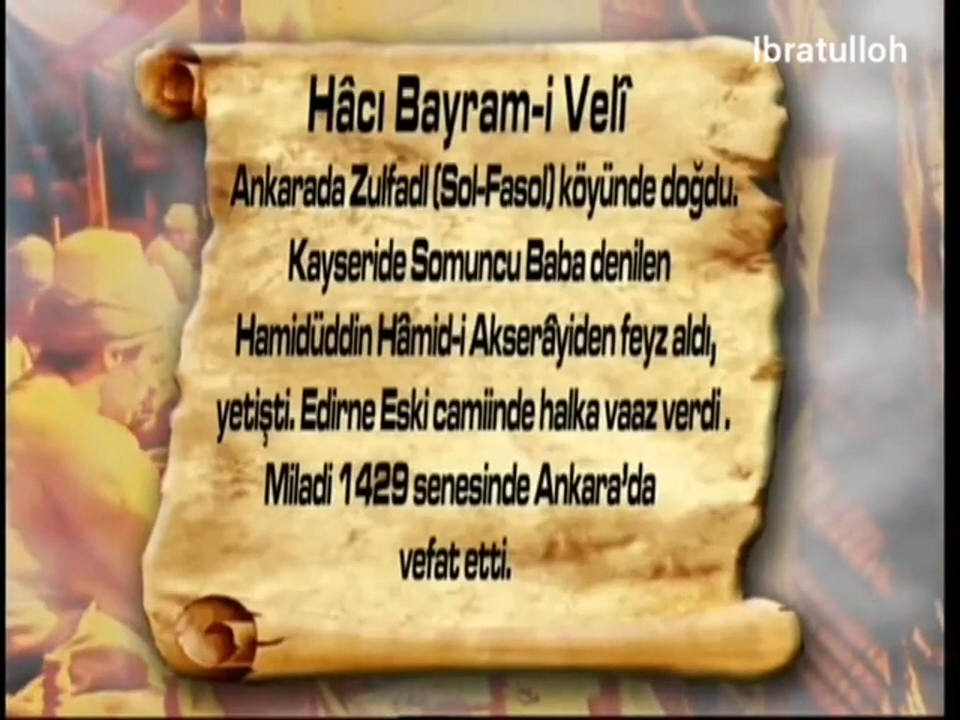 Ibratulloh
Hâcı Bayram-i Velî
Ankarada Zulfadl (Sol-Fasol) köyünde doğdu.
Kayseride Somuncu Baba denilen
Hamidüddin Hâmid-i Akserâyiden feyz aldı,
yetişti. Edirne Eski camiinde halka vaaz verdi .
Miladi 1429 senesinde Ankara'da
vefat etti.